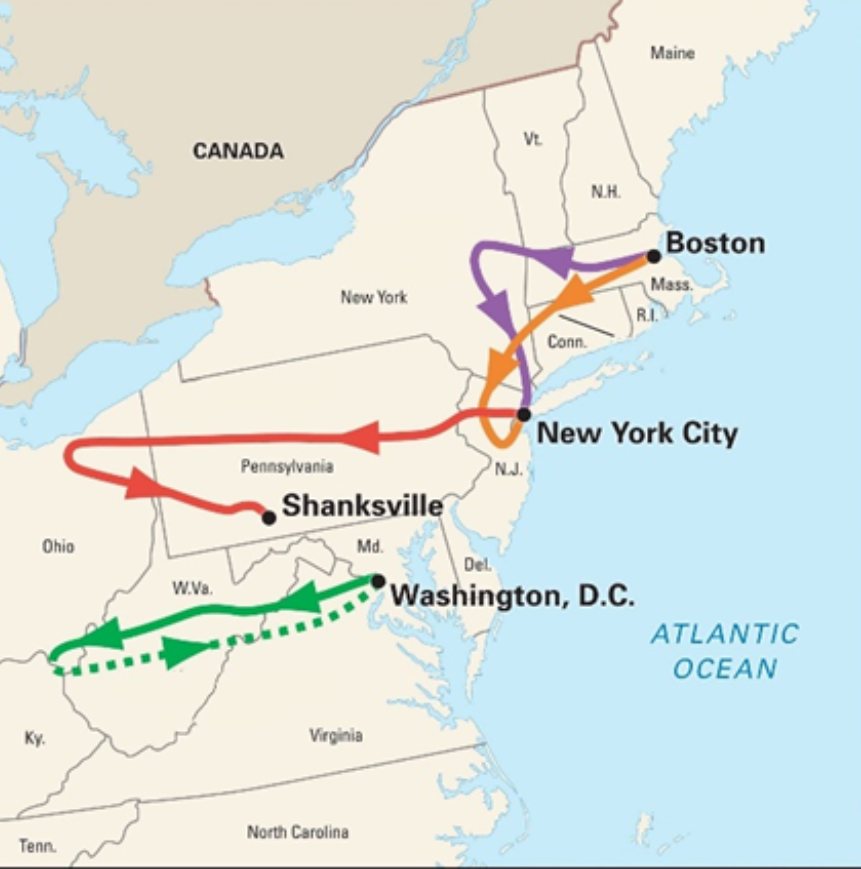 Maine
CANADA
Vt.
N.H.
Boston
Mass.
New York
R.I.
Conn.
New York City
Pennsylvania
N.J.
Shanksville
Ohio
Md.
Del.
W.Va.
Washington, D.C.
ATLANTIC
OCEAN
Ky.
Virginia
North Carolina
Tenn.